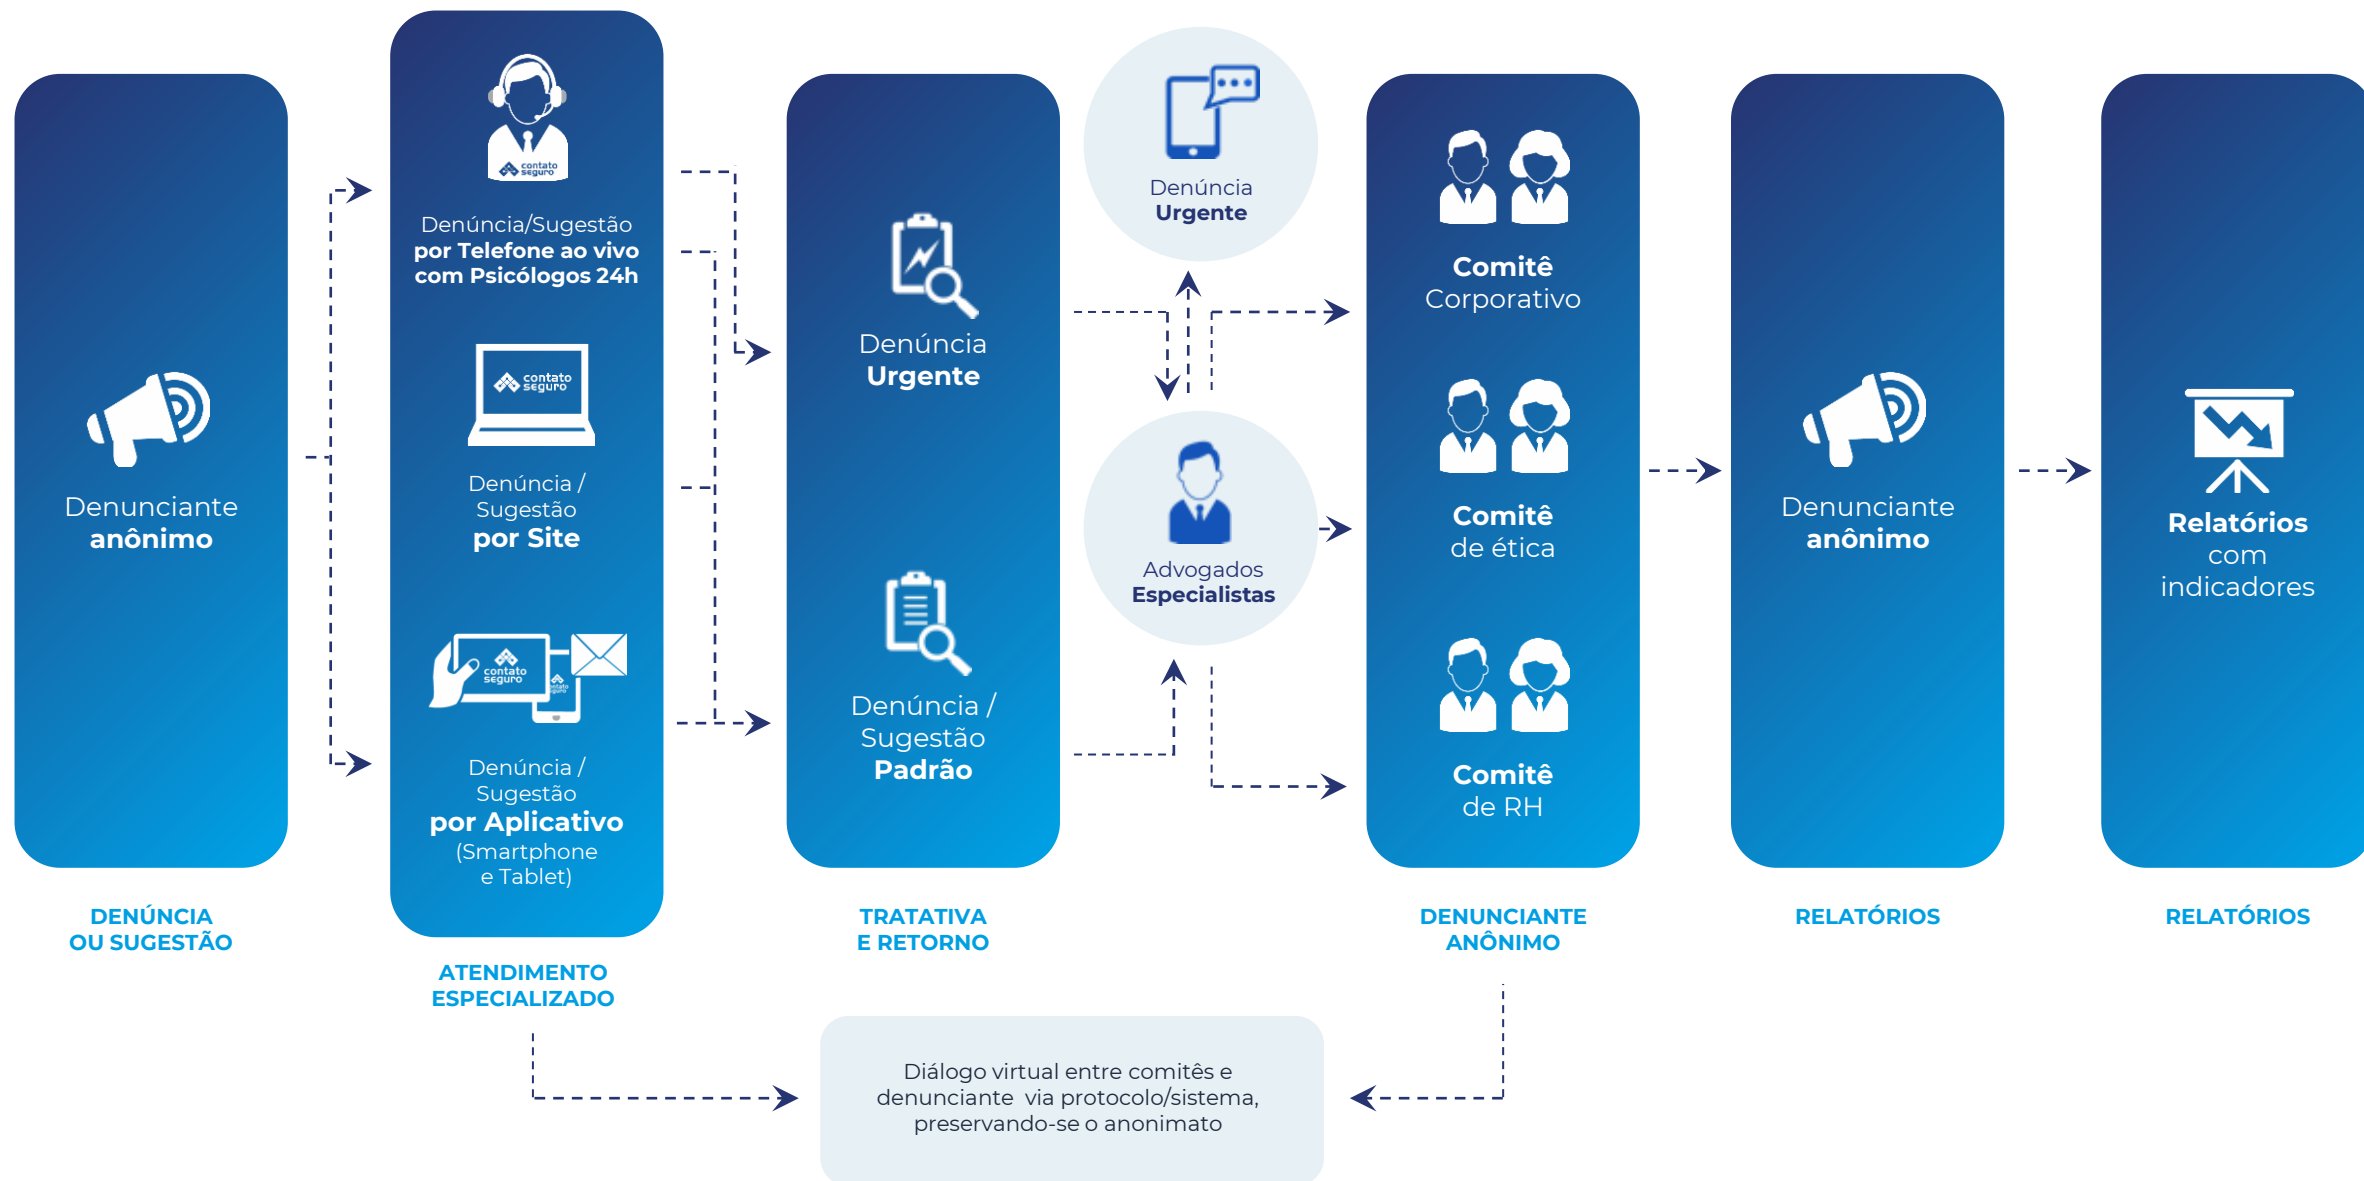 Denunciante
anônimo
DENÚNCIA
OU SUGESTÃO
contato
seguro
Denúncia/Sugestão
por Telefone ao vivo
com Psicólogos 24h
contato
seguro
Denúncia /
Sugestão
por Site
contato
seguro
contato
seguro
Denúncia /
Sugestão
por Aplicativo
(Smartphone
e Tablet)
ATENDIMENTO
ESPECIALIZADO
Denúncia
Urgente
Denúncia /
Sugestão
Padrão
TRATATIVA
E RETORNO
Denúncia
Urgente
Advogados
Especialistas
Comitê
Corporativo
Comitê
de ética
Comitê
de RH
DENUNCIANTE
ANÔNIMO
Denunciante
anônimo
RELATÓRIOS
Relatórios
com
indicadores
RELATÓRIOS
Diálogo virtual entre comitês e
denunciante via protocolo/sistema,
preservando-se o anonimato